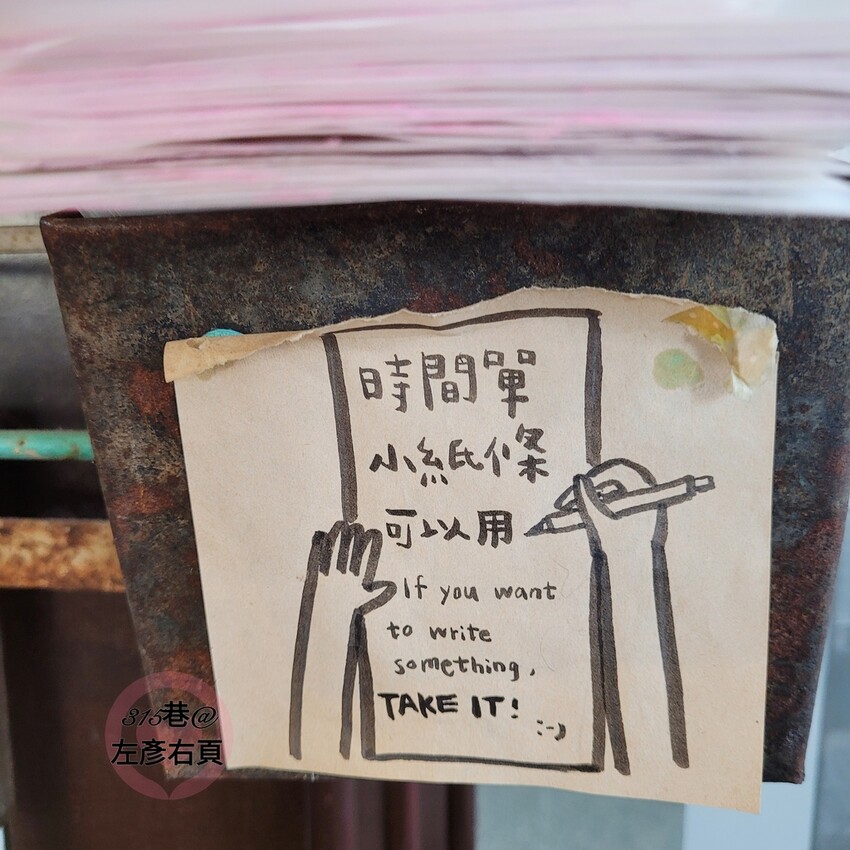 時間單
小紙條
可以用
If you want
to write
something,
TAKE IT!
:-)
315巷@
左彥右頁